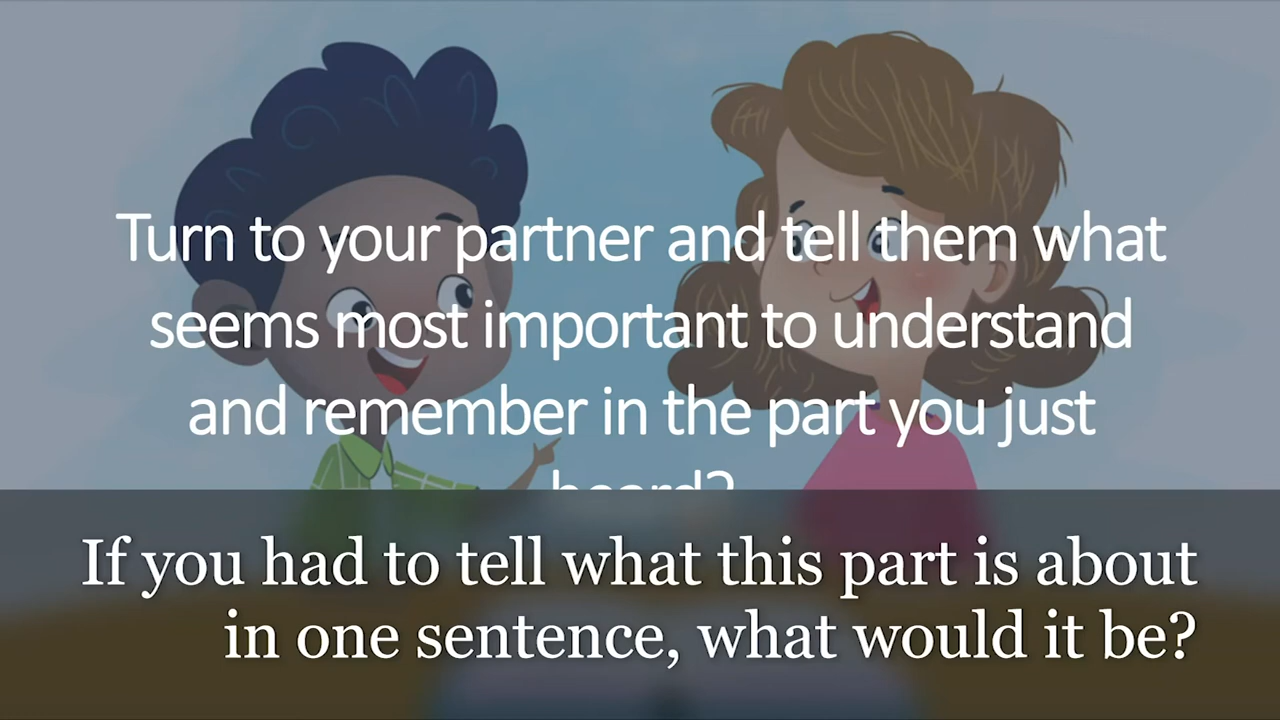 Turn to your partner and tell them what
seems most important to understand
and remember in the part you just
heard?
If you had to tell what this part is about
in one sentence, what would it be?